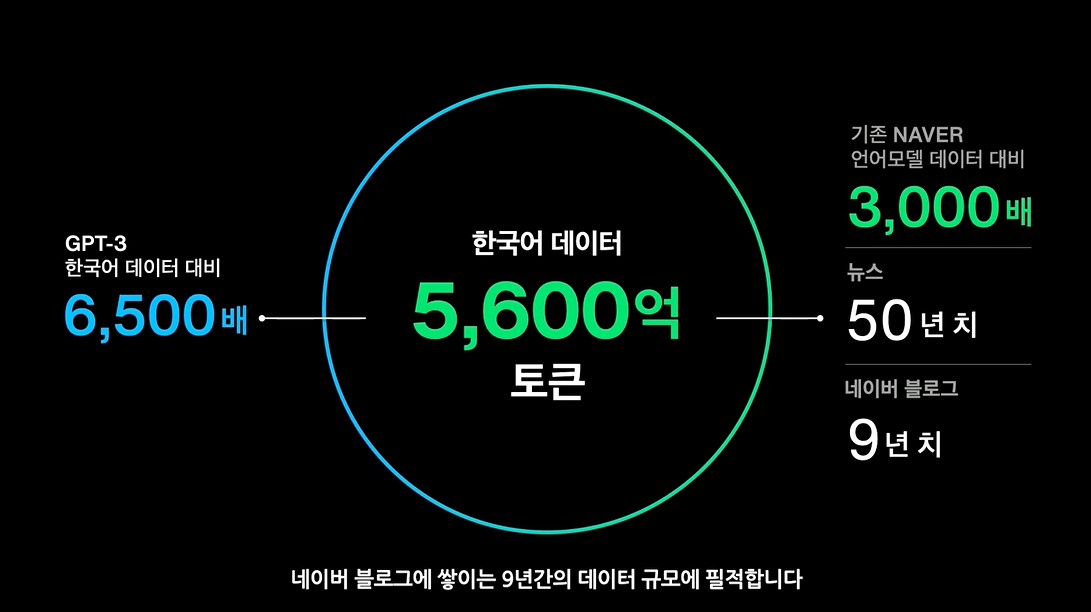 GPT-3
한국어 데이터 대비
6,500배
한국어 데이터
5,600억
토큰
기존 NAVER
언어모델 데이터 대비
3,000배
뉴스
50년 치
네이버 블로그
9년 치
네이버 블로그에 쌓이는 9년간의 데이터 규모에 필적합니다